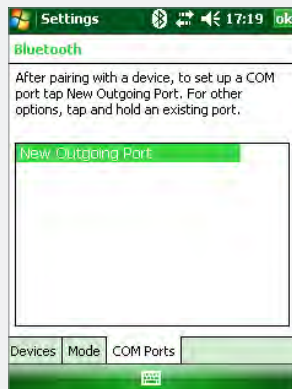 Settings 17:19 ok
Bluetooth
After pairing with a device, to set up a COM
port tap New Outgoing Port. For other
options, tap and hold an existing port.
New Outgoing Port
Devices Mode COM Ports